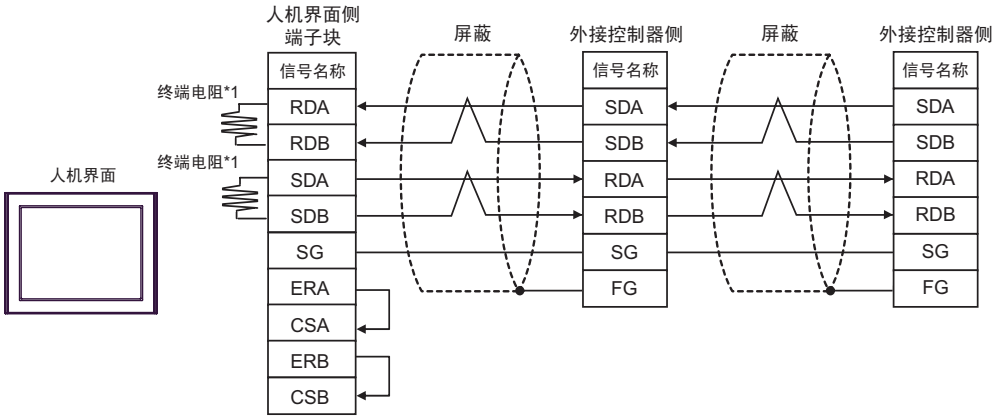 人机界面侧
端子块
屏蔽
外接控制器侧
屏蔽
外接控制器侧
信号名称
信号名称
信号名称
终端电阻*1
RDA
SDA
SDA
RDB
SDB
SDB
终端电阻*1
人机界面
SDA
RDA
RDA
SDB
RDB
RDB
SG
SG
SG
ERA
FG
FG
CSA
ERB
CSB